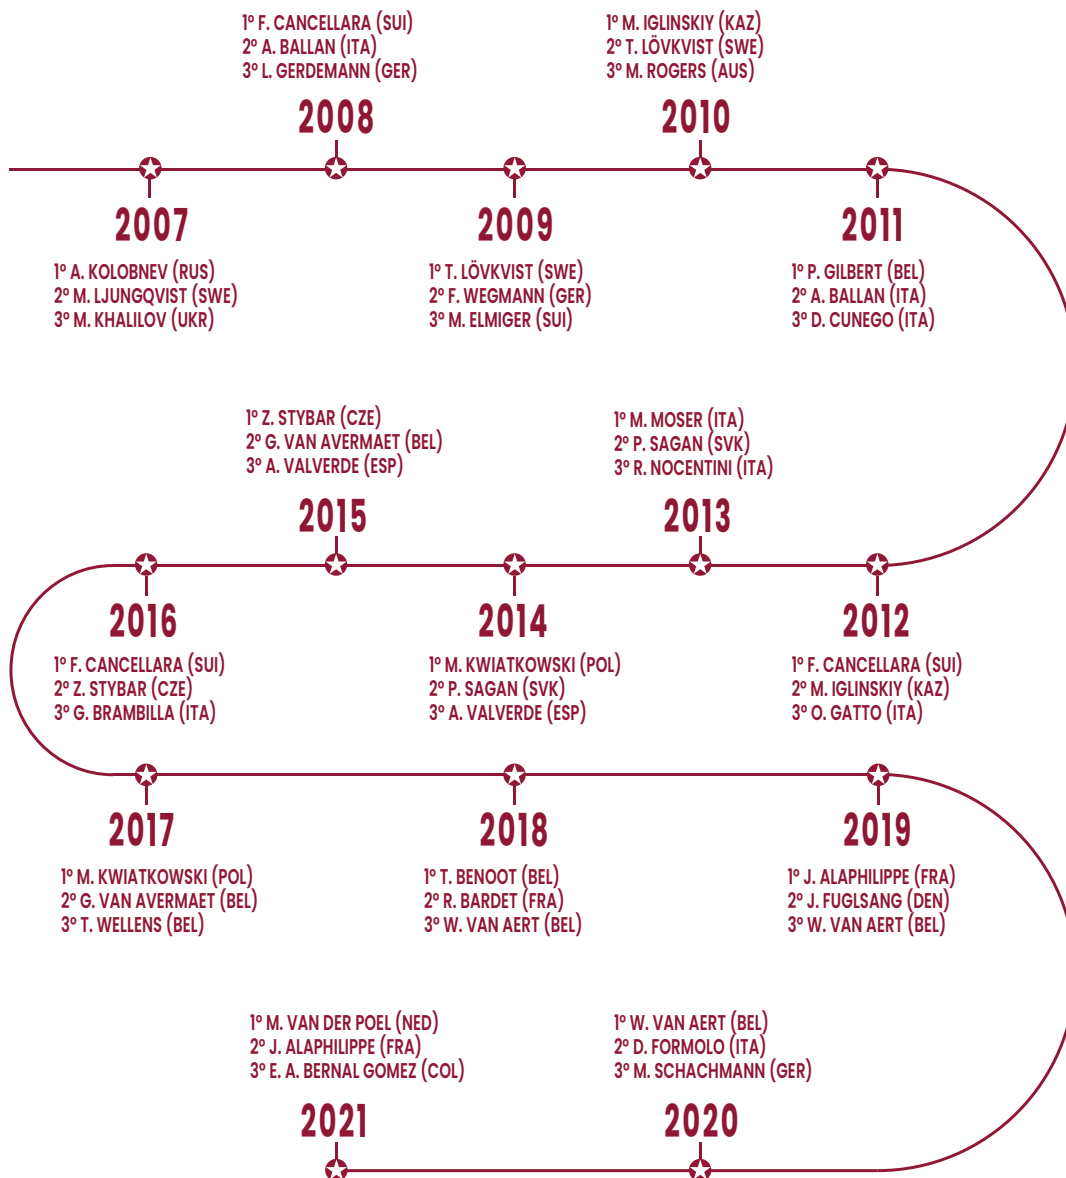 1º F. CANCELLARA (SUI)
2º A. BALLAN (ITA)
3º L. GERDEMANN (GER)
2008
1º M. IGLINSKIY (KAZ)
2º T. LÖVKVIST (SWE)
3º M. ROGERS (AUS)
2010
2007
1º A. KOLOBNEV (RUS)
2º M. LJUNGQVIST (SWE)
3º M. KHALILOV (UKR)
2009
1º T. LÖVKVIST (SWE)
2º F. WEGMANN (GER)
3º M. ELMIGER (SUI)
2011
1º P. GILBERT (BEL)
2º A. BALLAN (ITA)
3º D. CUNEGO (ITA)
1º Z. STYBAR (CZE)
2º G. VAN AVERMAET (BEL)
3º A. VALVERDE (ESP)
2015
1º M. MOSER (ITA)
2º P. SAGAN (SVK)
3º R. NOCENTINI (ITA)
2013
2016
1º F. CANCELLARA (SUI)
2º Z. STYBAR (CZE)
3º G. BRAMBILLA (ITA)
2014
1º M. KWIATKOWSKI (POL)
2º P. SAGAN (SVK)
3º A. VALVERDE (ESP)
2012
1º F. CANCELLARA (SUI)
2º M. IGLINSKIY (KAZ)
3º O. GATTO (ITA)
2017
1º M. KWIATKOWSKI (POL)
2º G. VAN AVERMAET (BEL)
3º T. WELLENS (BEL)
2018
1º T. BENOOT (BEL)
2º R. BARDET (FRA)
3º W. VAN AERT (BEL)
2019
1º J. ALAPHILIPPE (FRA)
2º J. FUGLSANG (DEN)
3º W. VAN AERT (BEL)
1º M. VAN DER POEL (NED)
2º J. ALAPHILIPPE (FRA)
3º E. A. BERNAL GOMEZ (COL)
2021
1º W. VAN AERT (BEL)
2º D. FORMOLO (ITA)
3º M. SCHACHMANN (GER)
2020